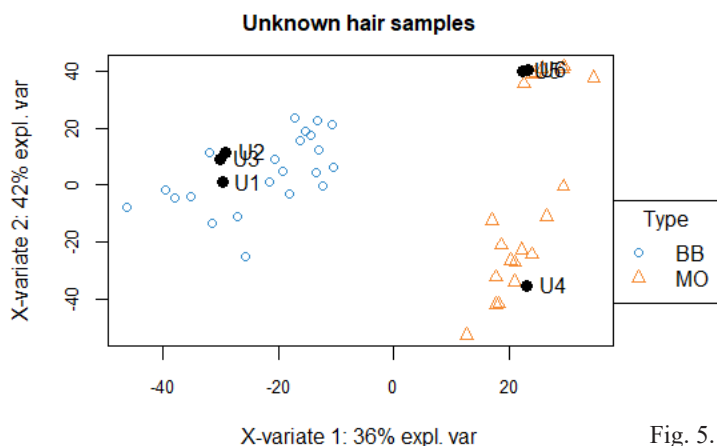 Unknown hair samples
X-variate 2: 42% expl. var
40
20
0
-20
-40
U5
U6
U2
U3
U1
U4
Type
BB
MO
-40
-20
0
20
X-variate 1: 36% expl. var
Fig. 5.